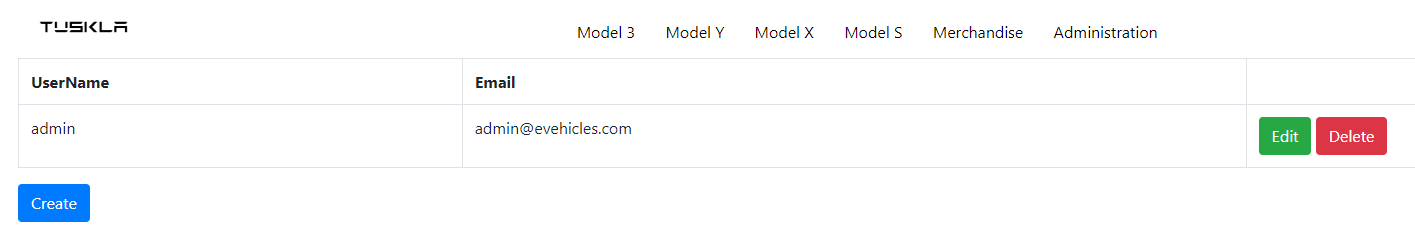 TUSKLA
Model 3 Model Y Model X Model S Merchandise Administration
UserName Email
admin admin@evehicles.com Edit Delete
Create